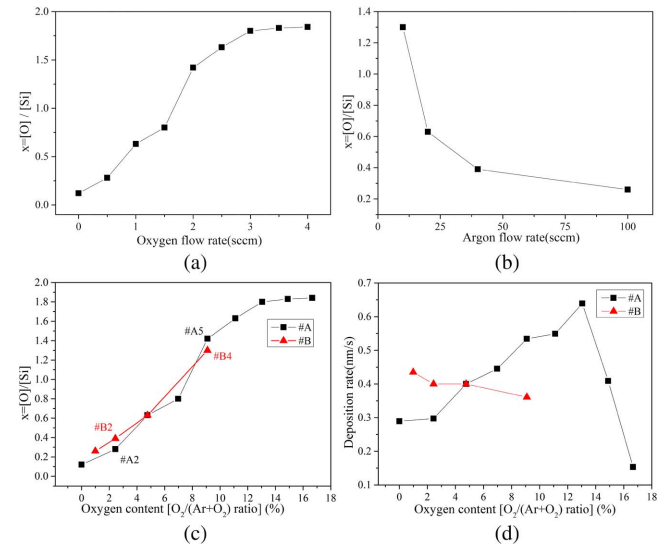 2.0
1.5
1.0
0.5
0.0
x=[O] / [Si]
0 1 2 3 4
Oxygen flow rate(sccm)
(a)
1.4
1.2
1.0
0.8
0.6
0.4
0.2
x=[O]/[Si]
0 25 50 75 100
Argon flow rate(sccm)
(b)
2.0
1.8
1.6
1.4
1.2
1.0
0.8
0.6
0.4
0.2
0.0
x=[O]/[Si]
#A5
#A
#B
#B4
#B2
#A2
0 2 4 6 8 10 12 14 16 18
Oxygen content [O₂/(Ar+O₂) ratio] (%)
(c)
0.7
0.6
0.5
0.4
0.3
0.2
0.1
Deposition rate(nm/s)
#A
#B
0 2 4 6 8 10 12 14 16 18
Oxygen content [O₂/(Ar+O₂) ratio] (%)
(d)